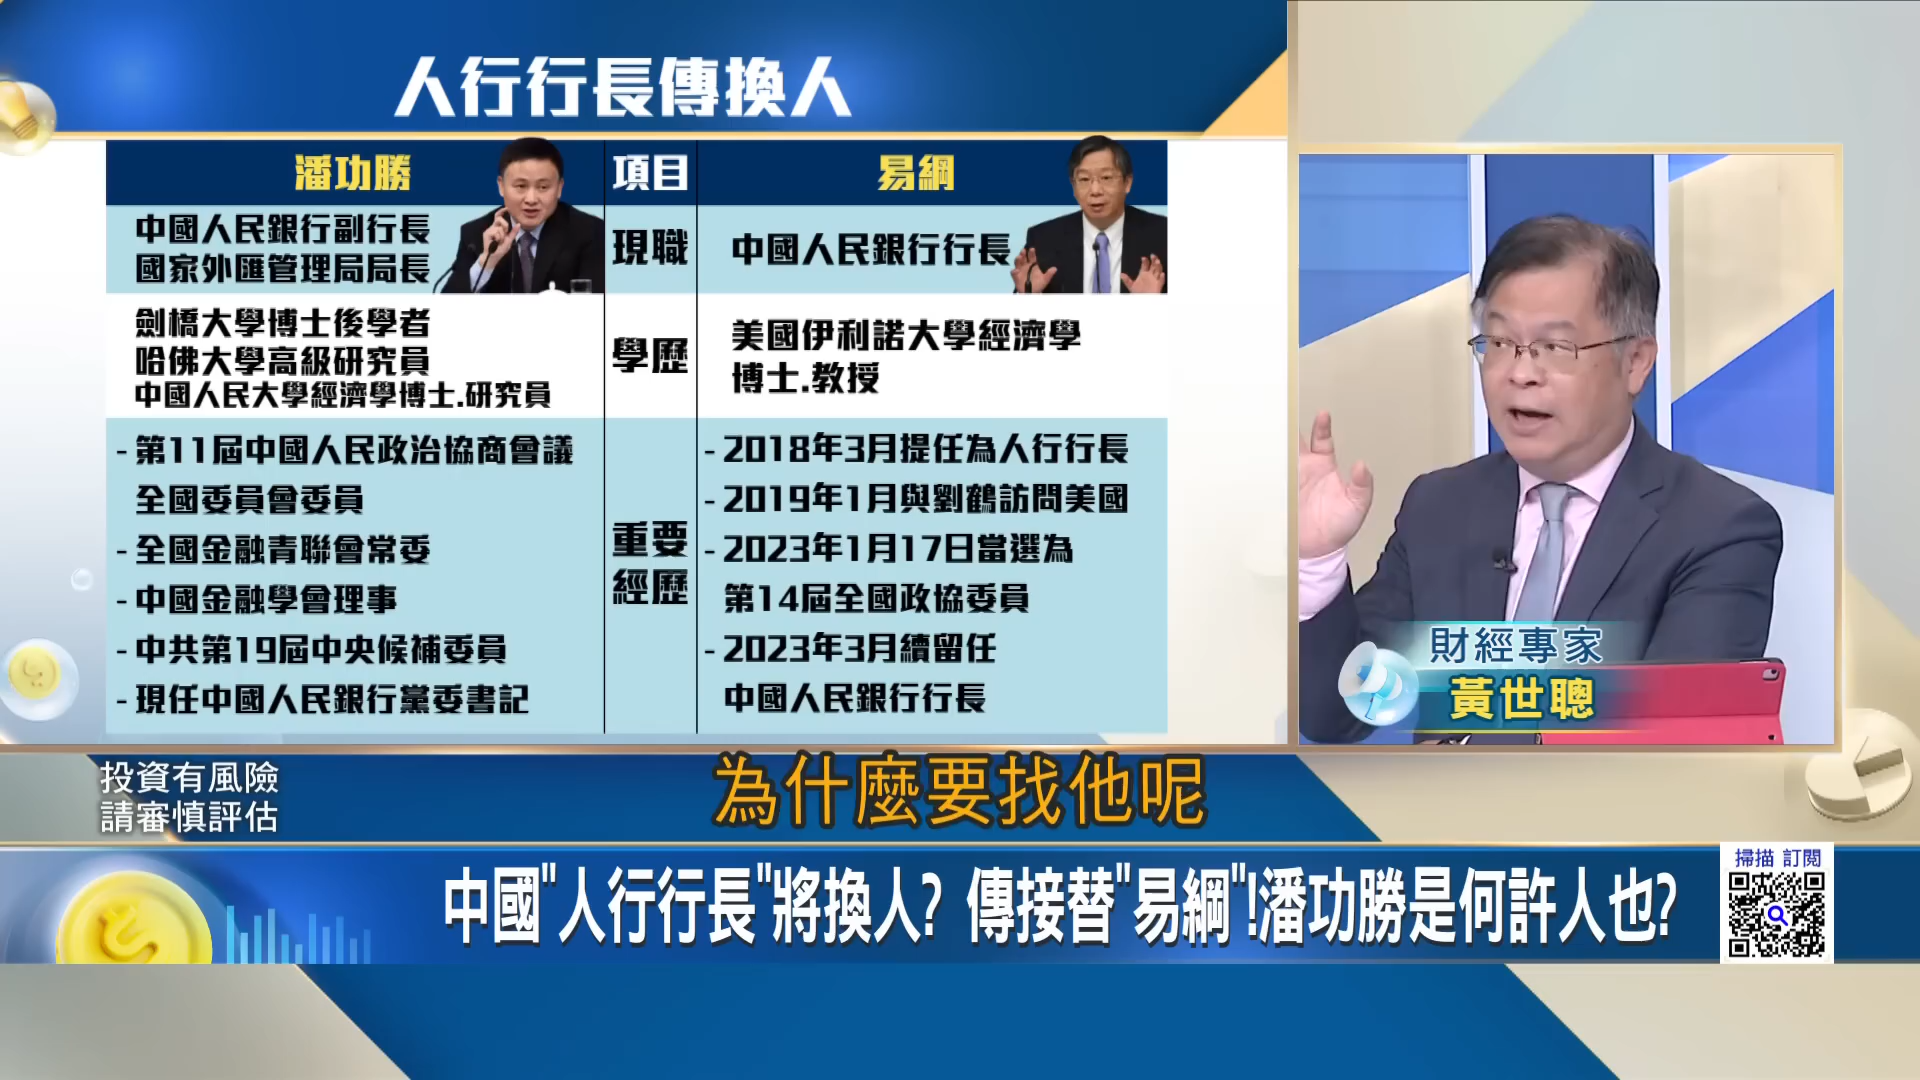 人行行長傳換人
潘功勝
項目
易綱
中國人民銀行副行長
國家外匯管理局局長
現職
中國人民銀行行長
劍橋大學博士後學者
哈佛大學高級研究員
中國人民大學經濟學博士.研究員
學歷
美國伊利諾大學經濟學
博士.教授
-第11屆中國人民政治協商會議
全國委員會委員
-全國金融青聯會常委
-中國金融學會理事
-中共第19屆中央候補委員
-現任中國人民銀行黨委書記
重要
經歷
-2018年3月提任為人行行長
-2019年1月與劉鶴訪問美國
-2023年1月17日當選為
第14屆全國政協委員
-2023年3月續留任
中國人民銀行行長
財經專家
黃世聰
投資有風險
請審慎評估
為什麼要找他呢
中國"人行行長"將換人? 傳接替"易綱"!潘功勝是何許人也?
掃描 訂閱